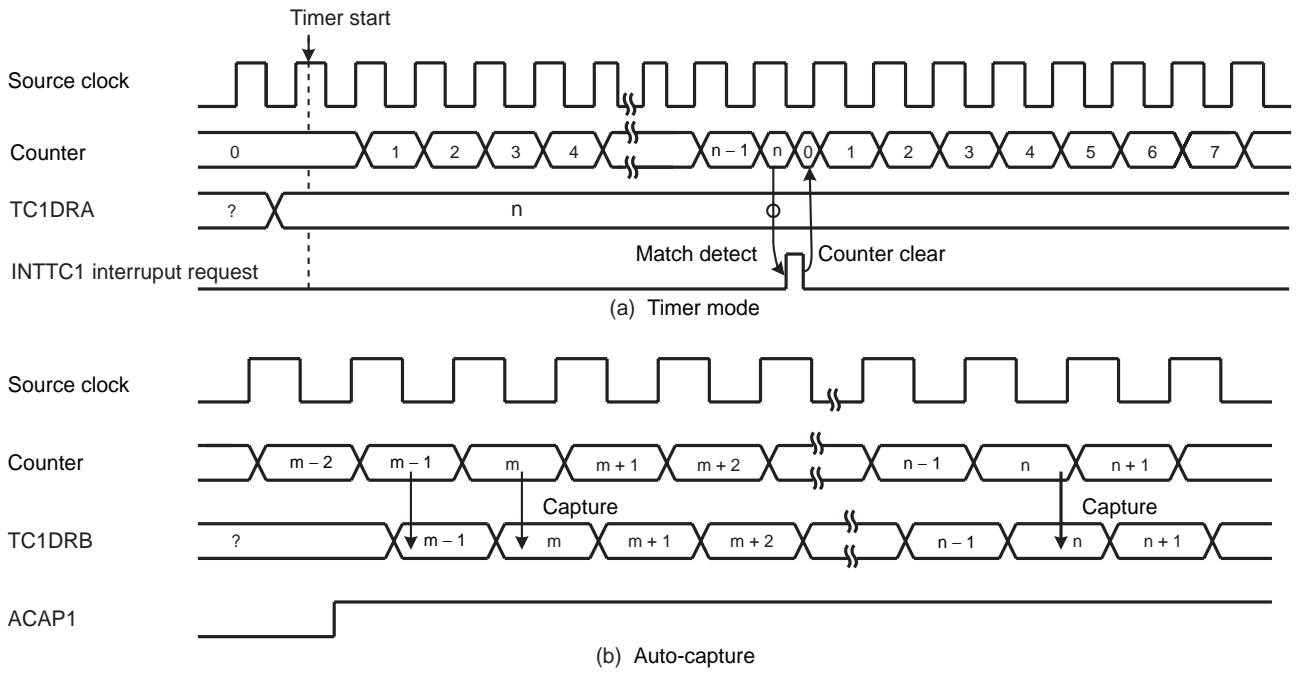 Timer start
Source clock
Counter 0 1 2 3 4 n – 1 n 0 1 2 3 4 5 6 7
TC1DRA ? n
Match detect Counter clear
INTTC1 interruput request
(a) Timer mode
Source clock
Counter m – 2 m – 1 m m + 1 m + 2 n – 1 n n + 1
Capture Capture
TC1DRB ? m – 1 m m + 1 m + 2 n – 1 n n + 1
ACAP1
(b) Auto-capture